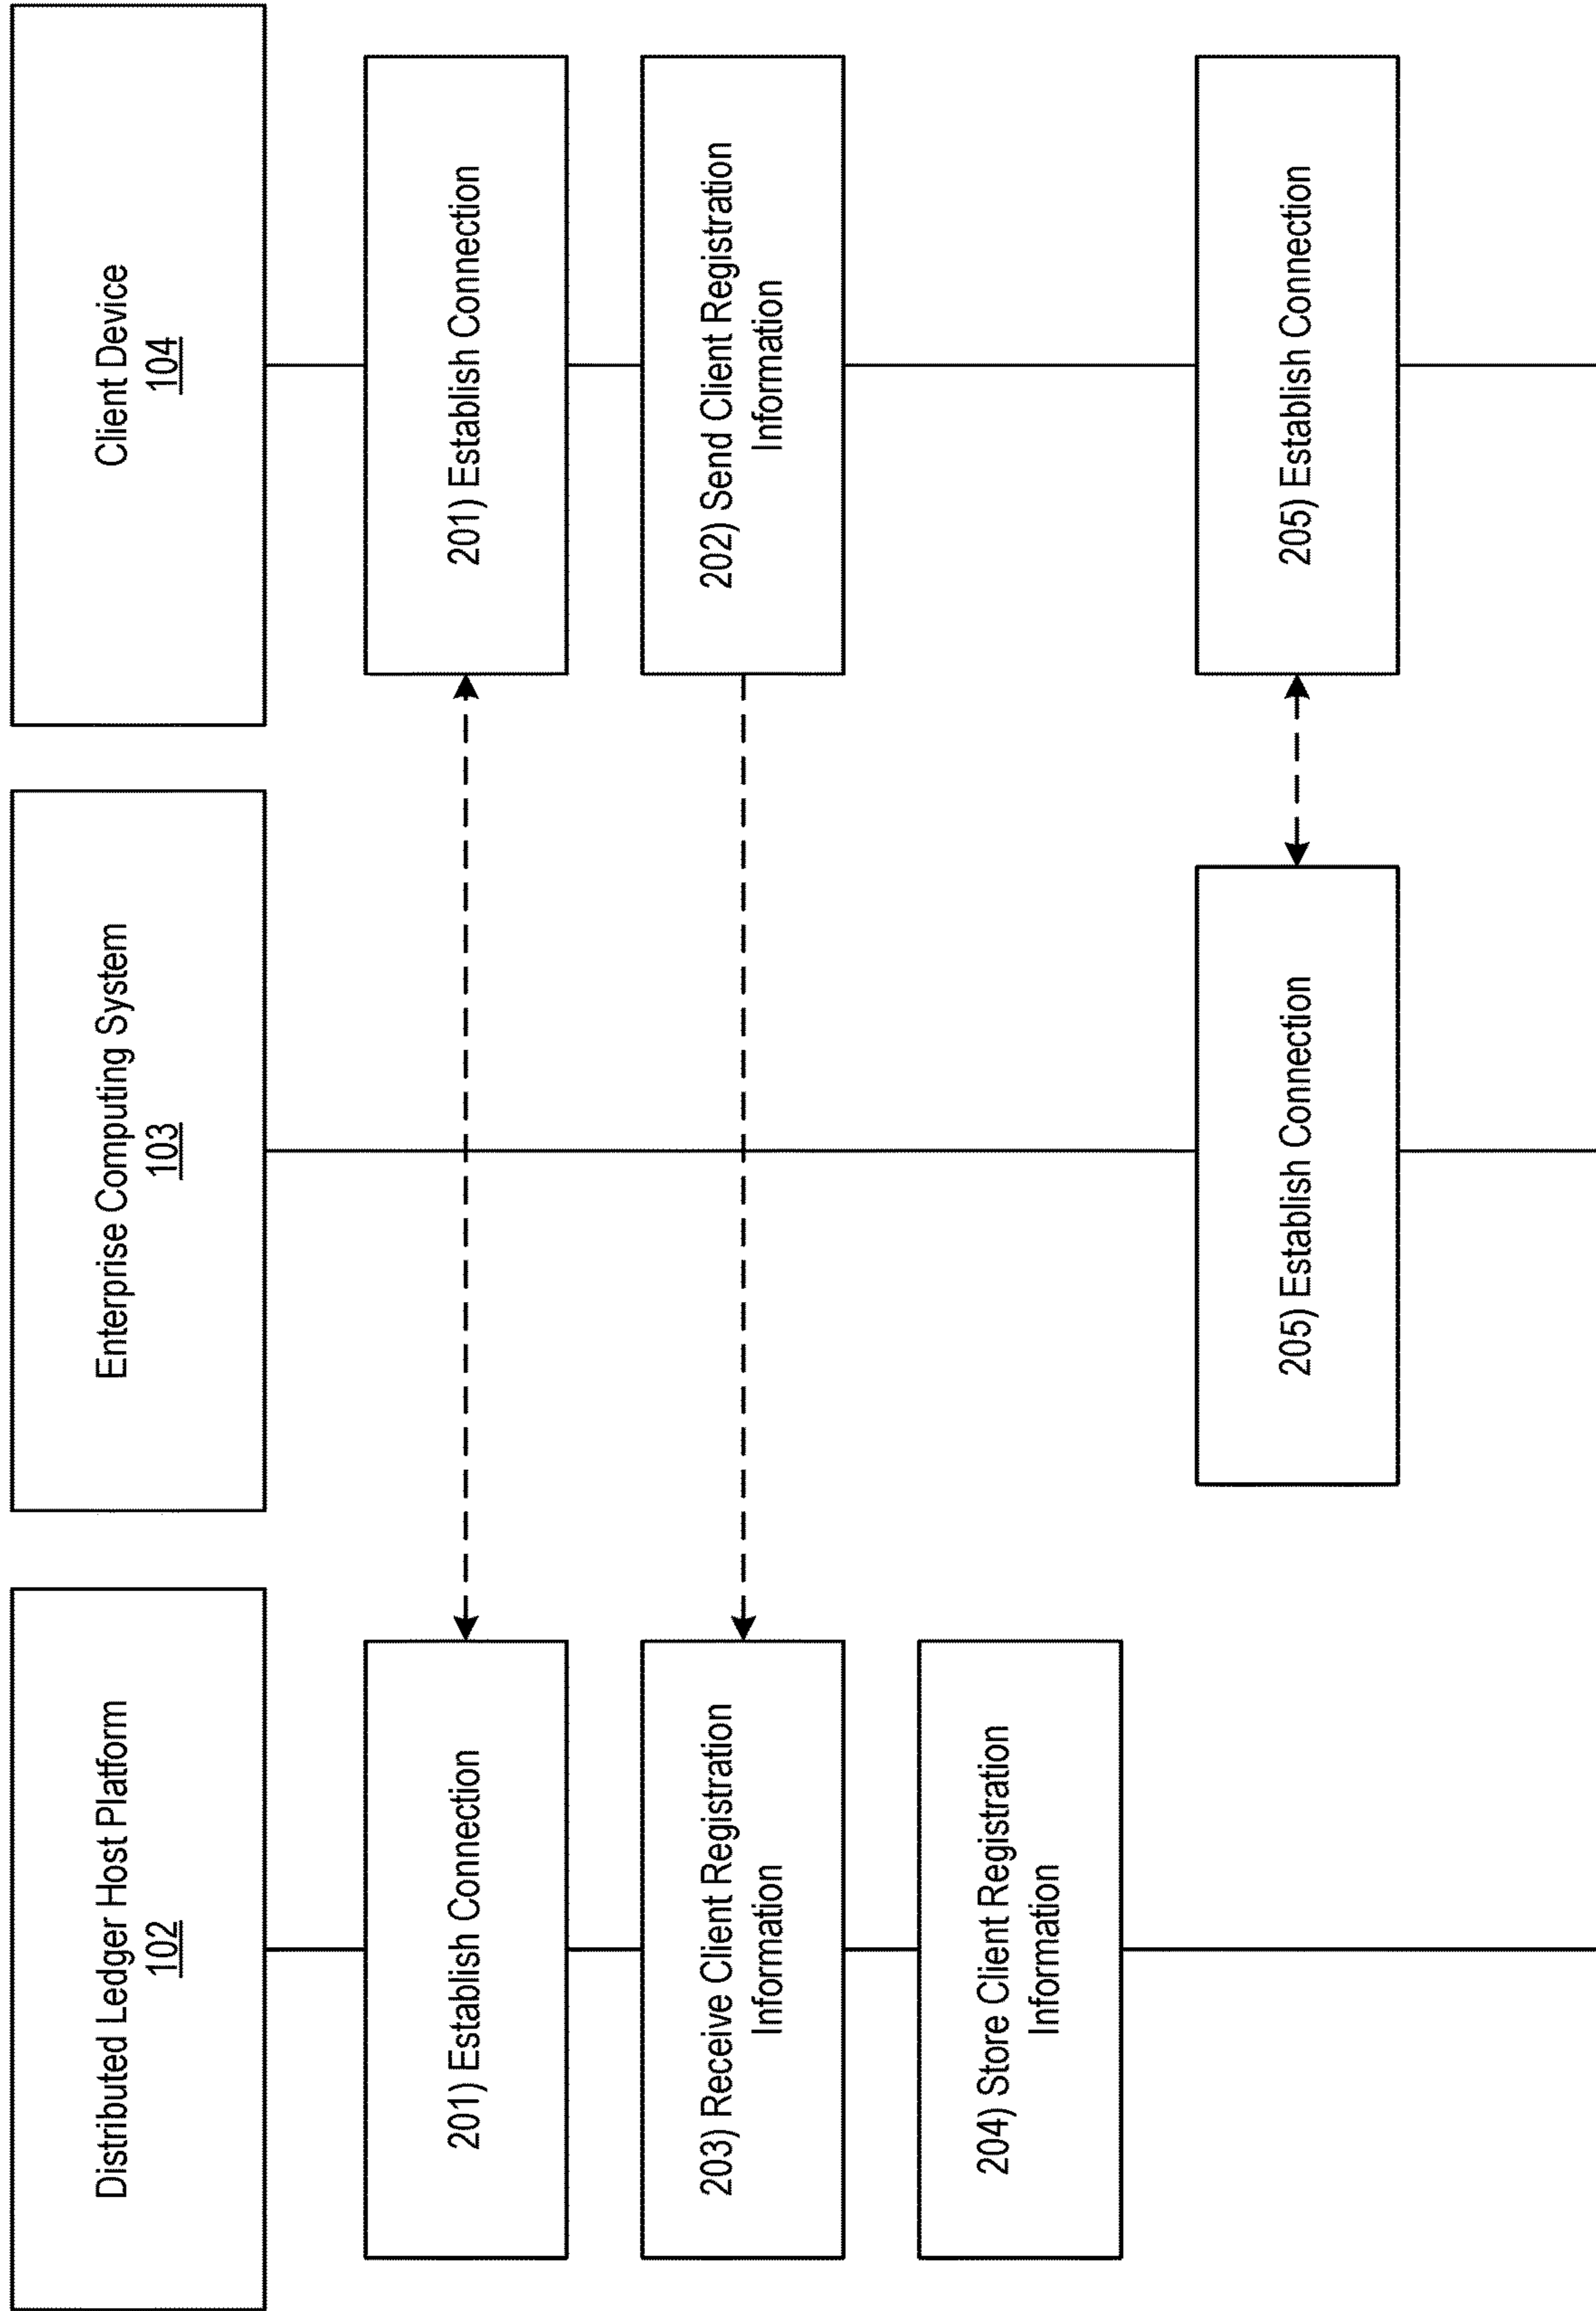 Distributed Ledger Host Platform
102
Enterprise Computing System
103
Client Device
104
201) Establish Connection
201) Establish Connection
203) Receive Client Registration
Information
202) Send Client Registration
Information
204) Store Client Registration
Information
205) Establish Connection
205) Establish Connection